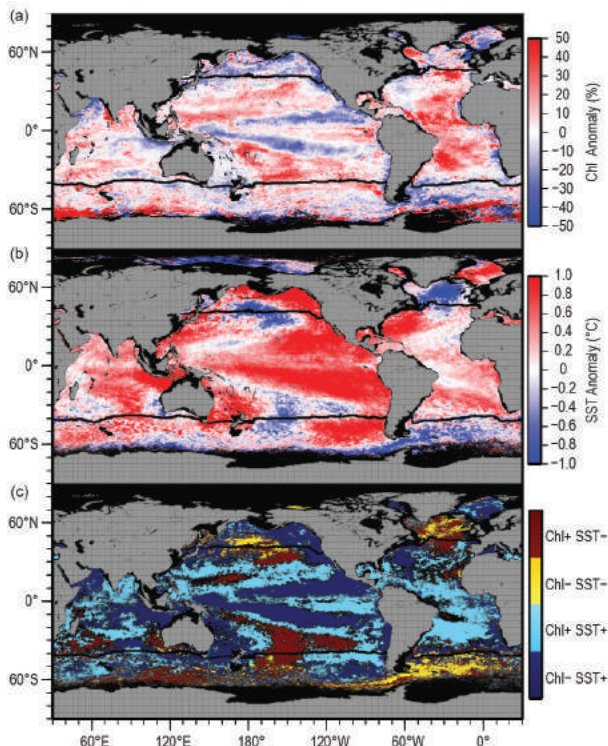 (a)
60°N
0°
60°S
50
40
30
20
10
0
−10
−20
−30
−40
−50
Chl Anomaly (%)
(b)
60°N
0°
60°S
1.0
0.8
0.6
0.4
0.2
0.0
−0.2
−0.4
−0.6
−0.8
−1.0
SST Anomaly (°C)
(c)
60°N
0°
60°S
Chl+ SST−
Chl− SST−
Chl+ SST+
Chl− SST+
60°E 120°E 180° 120°W 60°W 0°